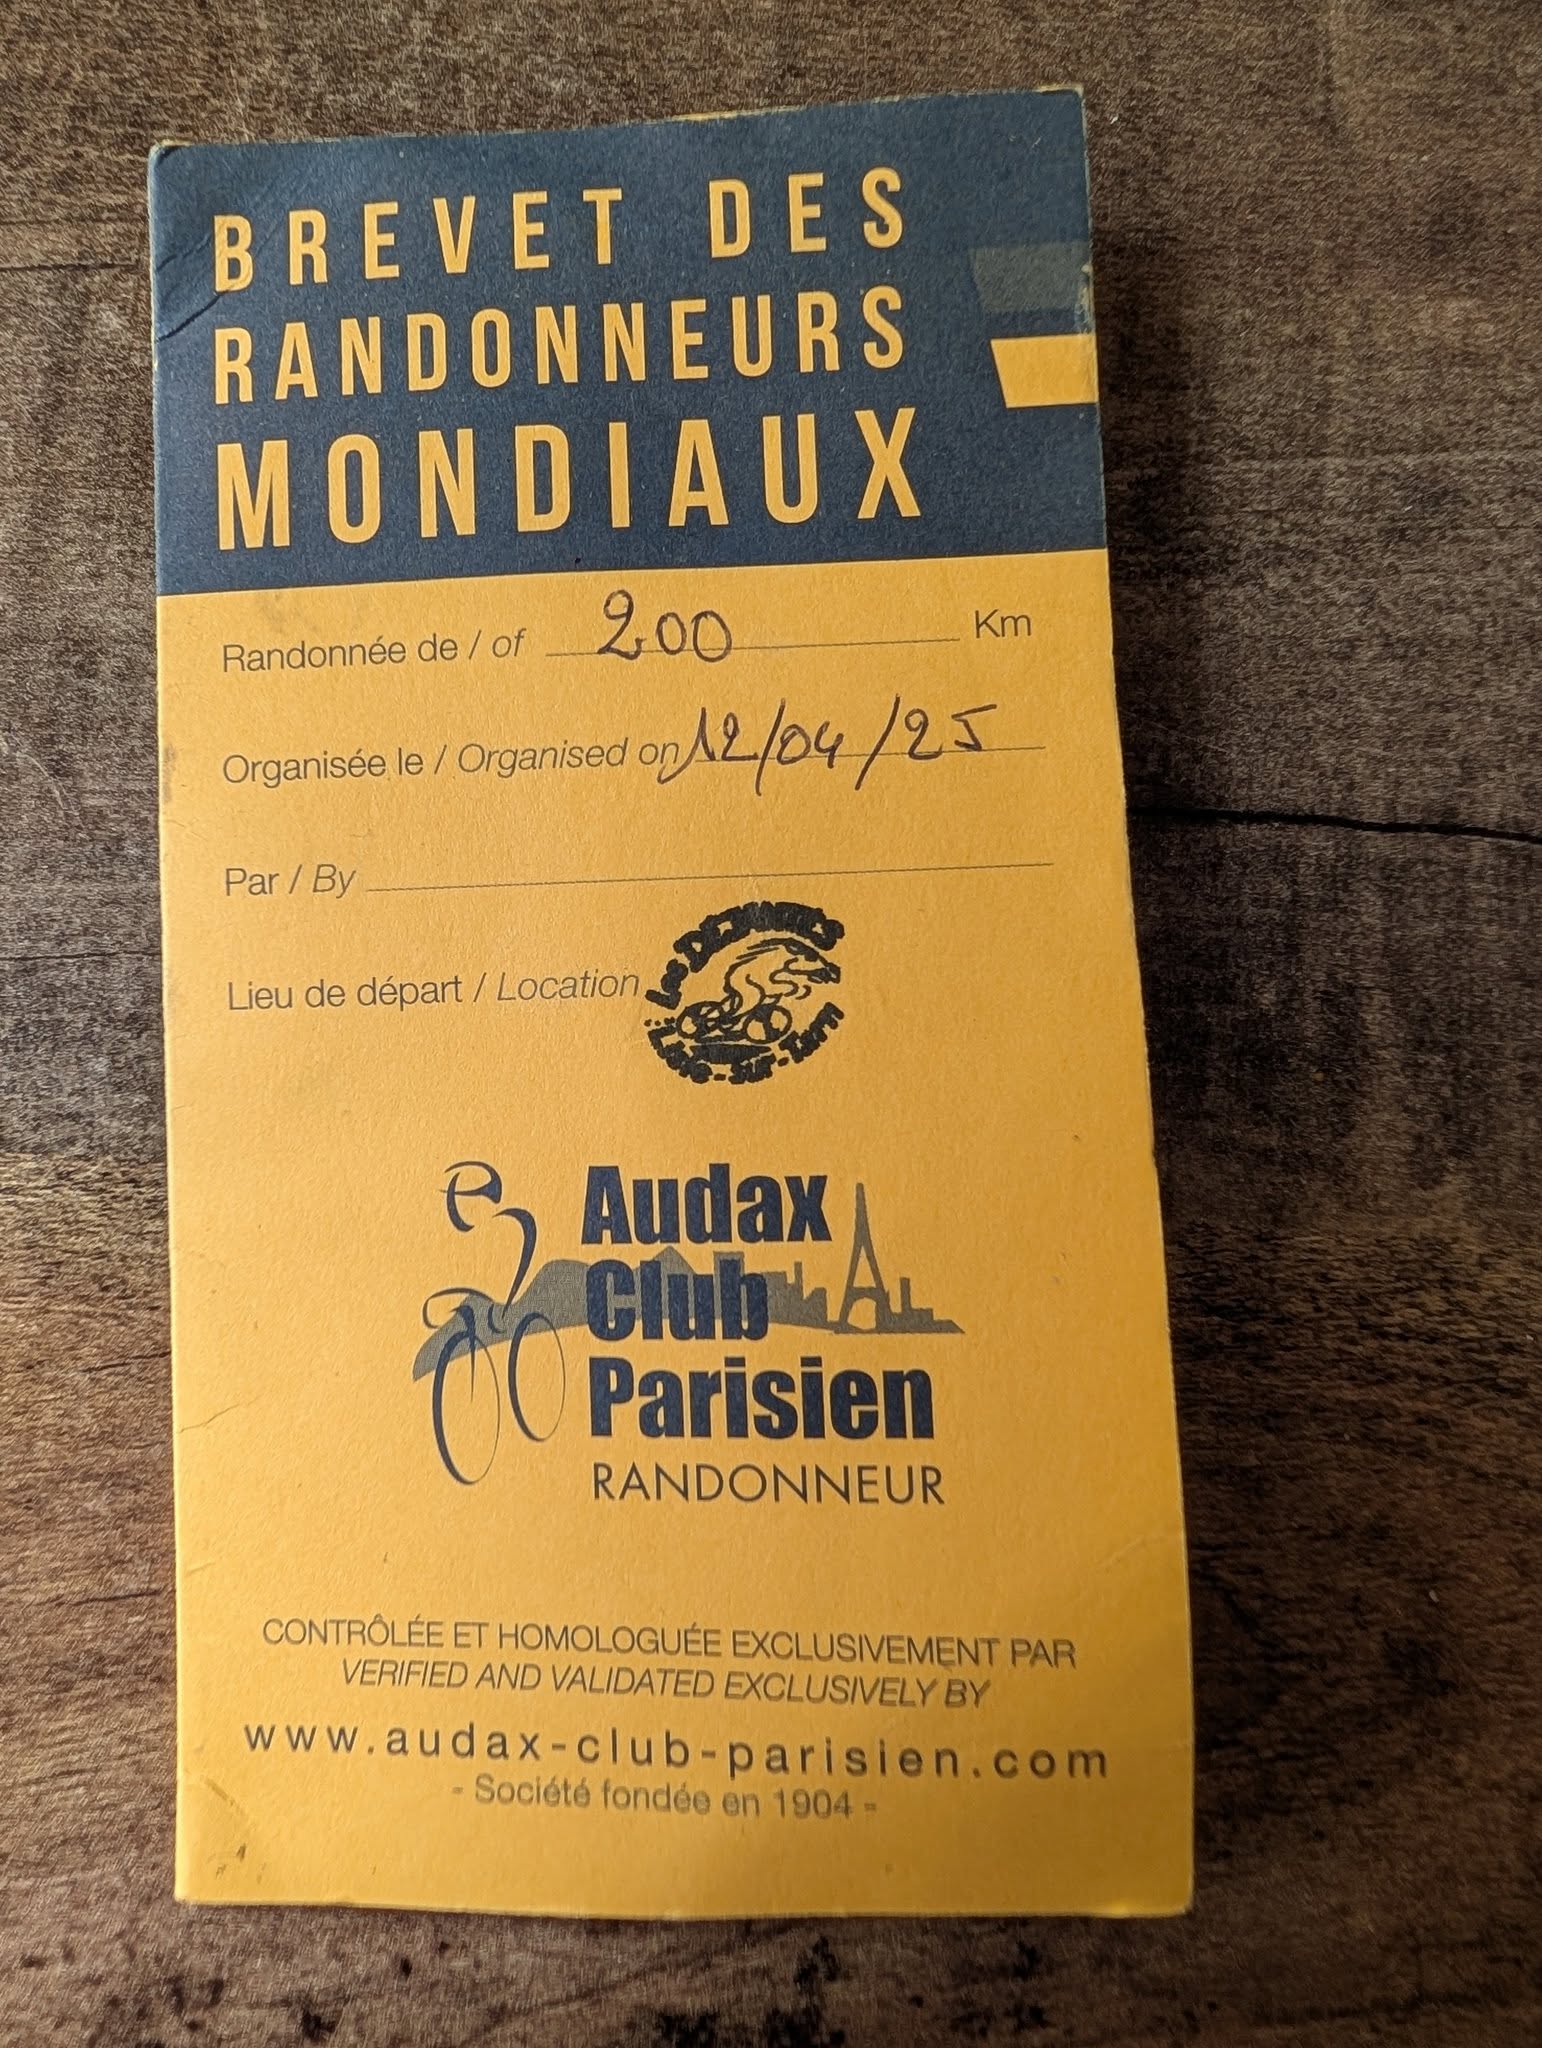 BREVET DES
RANDONNEURS
MONDIAUX
Randonnée de / of 200 Km
Organisée le / Organised on 12/04/25
Par / By
Lieu de départ / Location
Les DÉJANTÉS
Lisle-sur-Tarn
Audax
Club
Parisien
RANDONNEUR
CONTRÔLÉE ET HOMOLOGUÉE EXCLUSIVEMENT PAR
VERIFIED AND VALIDATED EXCLUSIVELY BY
www.audax-club-parisien.com
- Société fondée en 1904 -